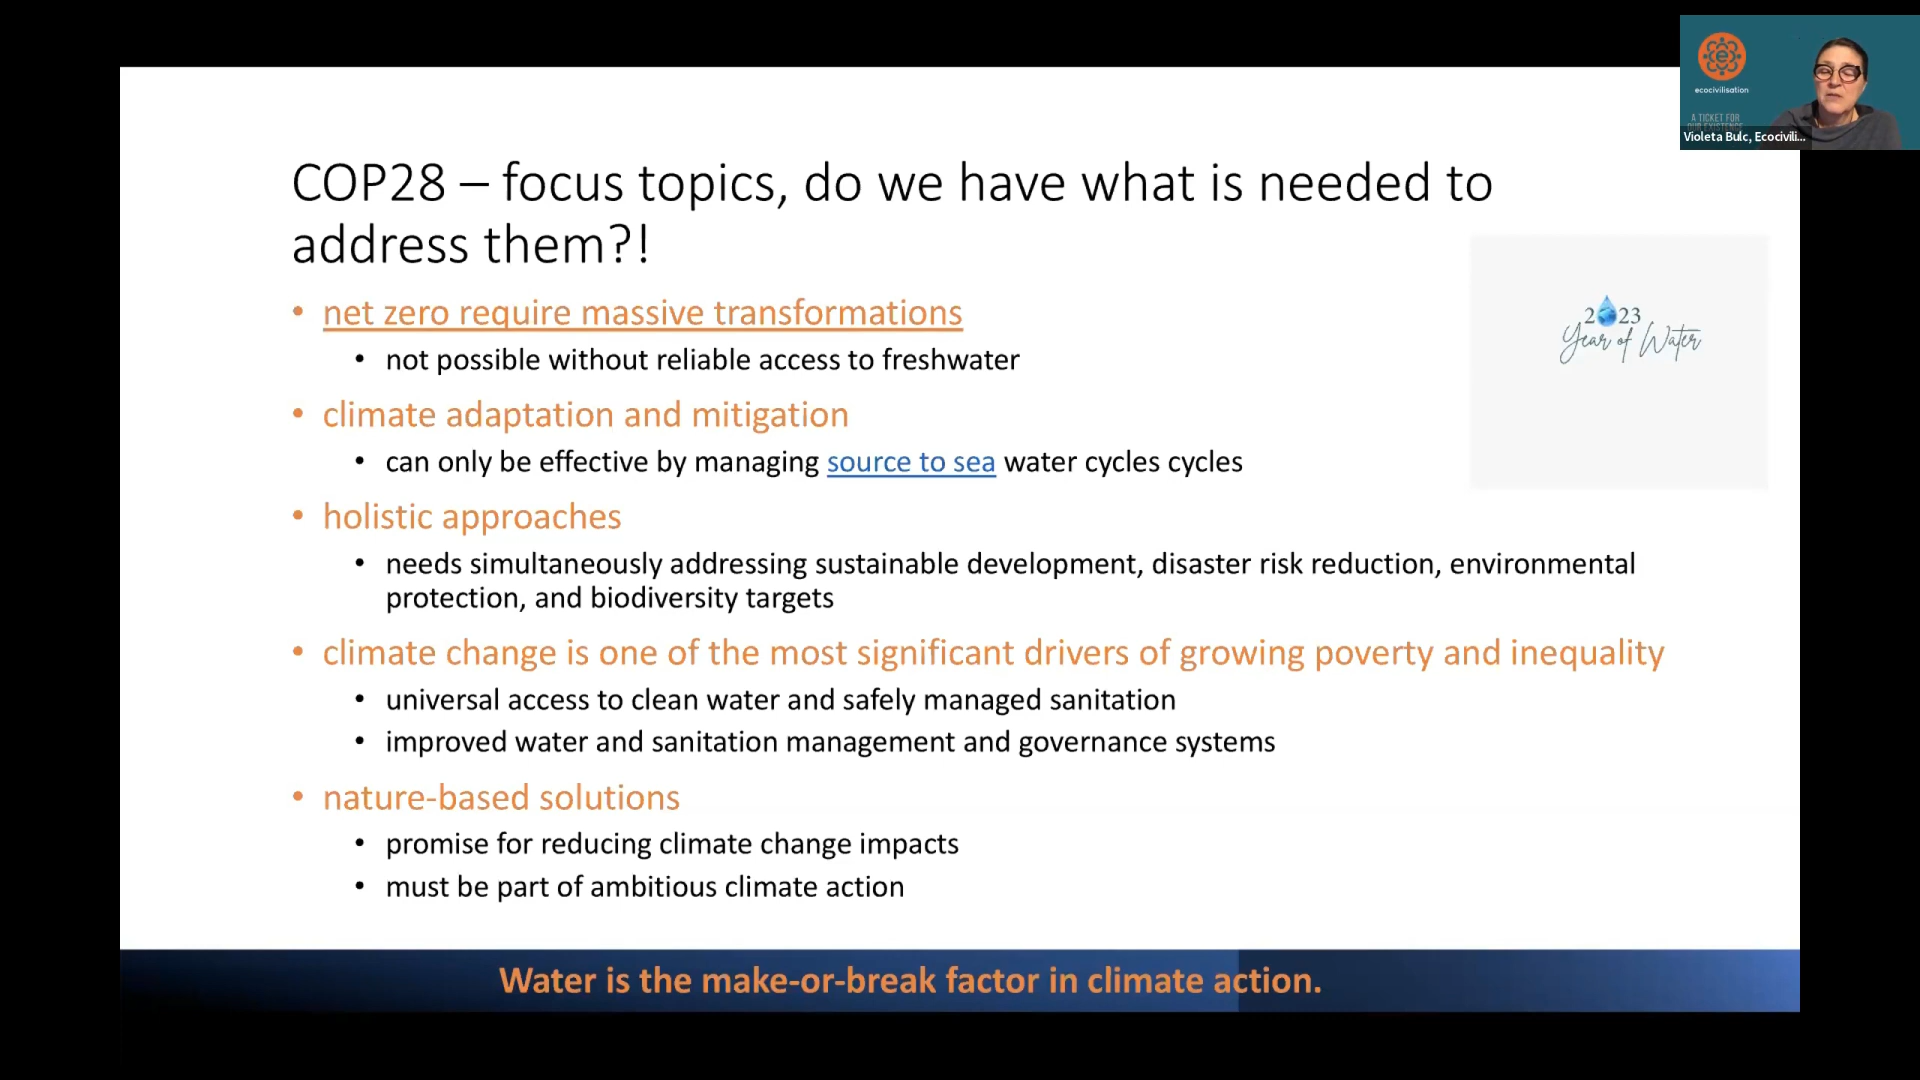 ecocivilisation
A TICKET FOR
Violeta Bulc, Ecocivili...
COP28 – focus topics, do we have what is needed to
address them?!
2023
Year of Water
• net zero require massive transformations
• not possible without reliable access to freshwater
• climate adaptation and mitigation
• can only be effective by managing source to sea water cycles cycles
• holistic approaches
• needs simultaneously addressing sustainable development, disaster risk reduction, environmental
protection, and biodiversity targets
• climate change is one of the most significant drivers of growing poverty and inequality
• universal access to clean water and safely managed sanitation
• improved water and sanitation management and governance systems
• nature-based solutions
• promise for reducing climate change impacts
• must be part of ambitious climate action
Water is the make-or-break factor in climate action.